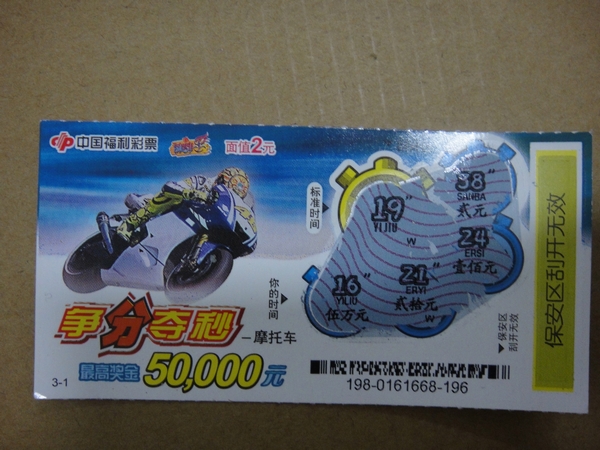 中国福利彩票
面值2元
标准时间
19"
YIJIU
W
38"
SANBA
贰元
24"
ERSI
壹佰元
你的时间
16"
YILIU
伍万元
21"
ERYI
贰拾元
W
争分夺秒
-摩托车
最高奖金50,000元
3-1
198-0161668-196
保安区
刮开无效
保安区刮开无效